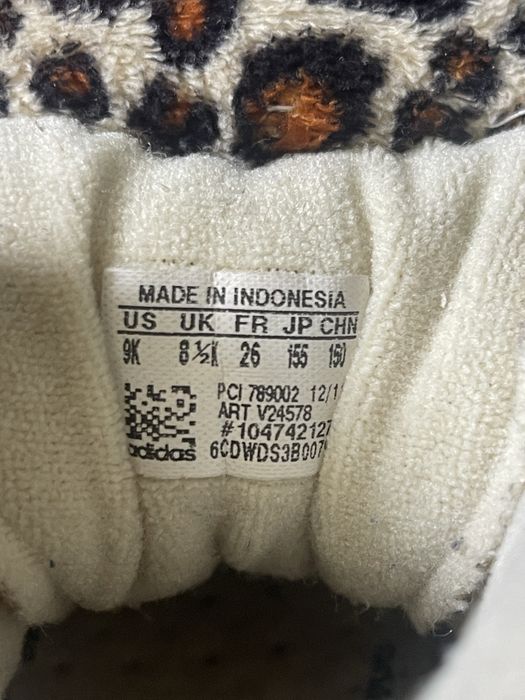 MADE IN INDONESIA
US UK FR JP CHN
9K 8½K 26 155 150
PCI 789002 12/1
ART V24578
#104742127
adidas 6CDWDS3B007